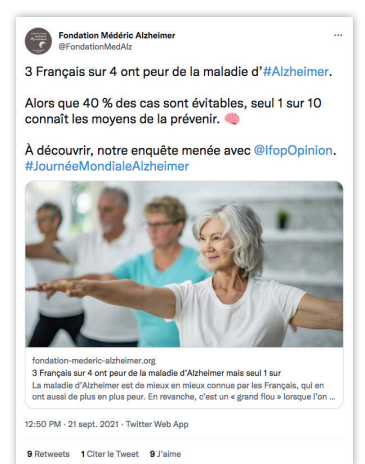 Fondation Médéric Alzheimer
@FondationMedAlz
3 Français sur 4 ont peur de la maladie d'#Alzheimer.
Alors que 40 % des cas sont évitables, seul 1 sur 10
connaît les moyens de la prévenir. 🧠
À découvrir, notre enquête menée avec @IfopOpinion.
#JournéeMondialeAlzheimer
fondation-mederic-alzheimer.org
3 Français sur 4 ont peur de la maladie d'Alzheimer mais seul 1 sur
La maladie d'Alzheimer est de mieux en mieux connue par les Français, qui en
ont aussi de plus en plus peur. En revanche, c'est un « grand flou » lorsque l'on ...
12:50 PM · 21 sept. 2021 · Twitter Web App
9 Retweets 1 Citer le Tweet 9 J'aime